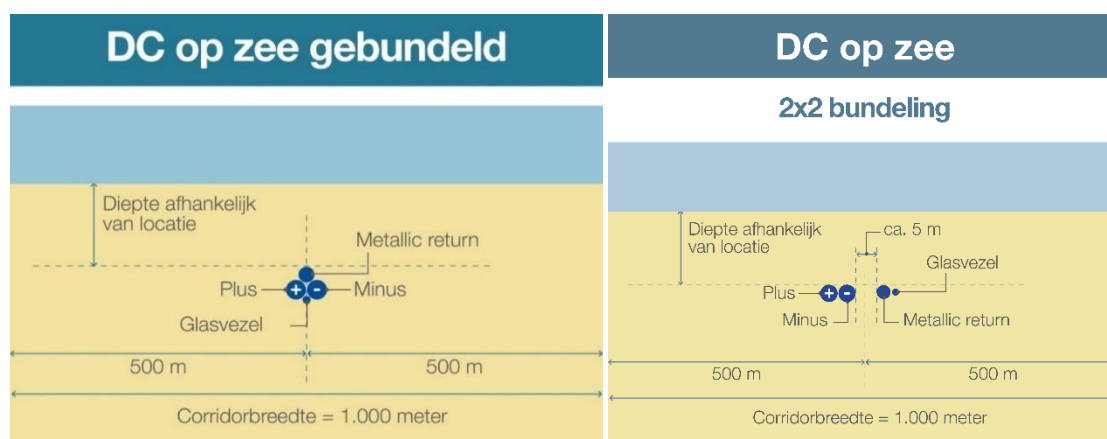 DC op zee gebundeld
Diepte afhankelijk
van locatie
Metallic return
Plus
+
-
Minus
Glasvezel
500 m
500 m
Corridorbreedte = 1.000 meter
DC op zee
2x2 bundeling
Diepte afhankelijk
van locatie
ca. 5 m
Glasvezel
Plus
+
-
Minus
Metallic return
500 m
500 m
Corridorbreedte = 1.000 meter